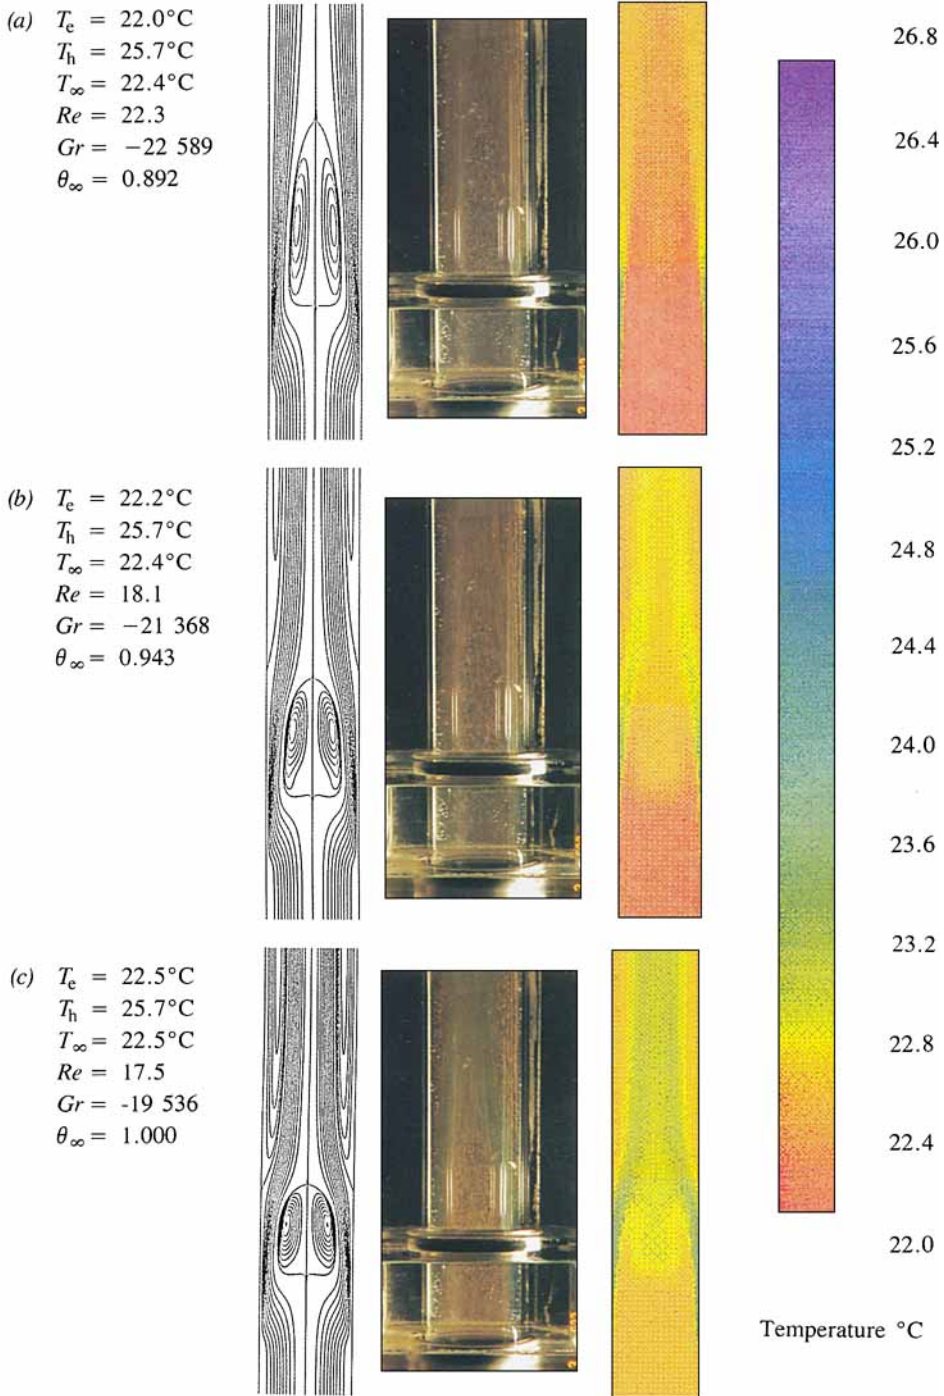 (a) Te = 22.0°C
Th = 25.7°C
T∞ = 22.4°C
Re = 22.3
Gr = −22 589
θ∞ = 0.892
(b) Te = 22.2°C
Th = 25.7°C
T∞ = 22.4°C
Re = 18.1
Gr = −21 368
θ∞ = 0.943
(c) Te = 22.5°C
Th = 25.7°C
T∞ = 22.5°C
Re = 17.5
Gr = -19 536
θ∞ = 1.000
26.8
26.4
26.0
25.6
25.2
24.8
24.4
24.0
23.6
23.2
22.8
22.4
22.0
Temperature °C